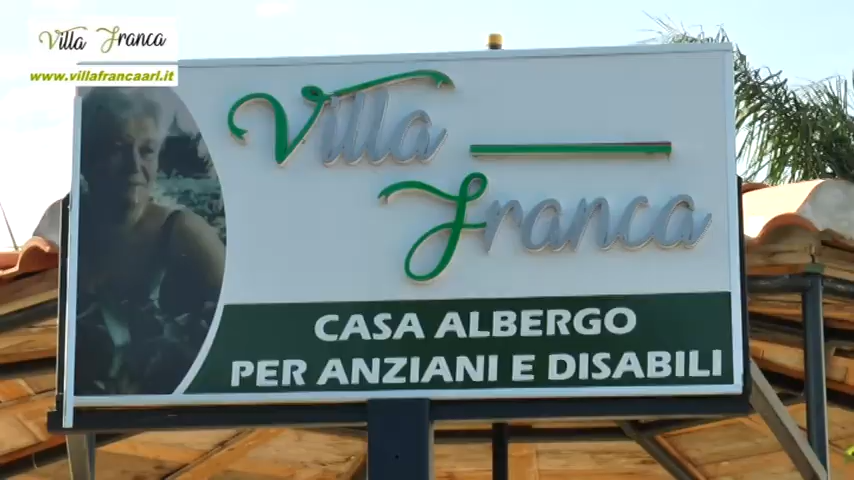 Villa Franca
www.villafrancaarl.it
Villa
Franca
CASA ALBERGO
PER ANZIANI E DISABILI